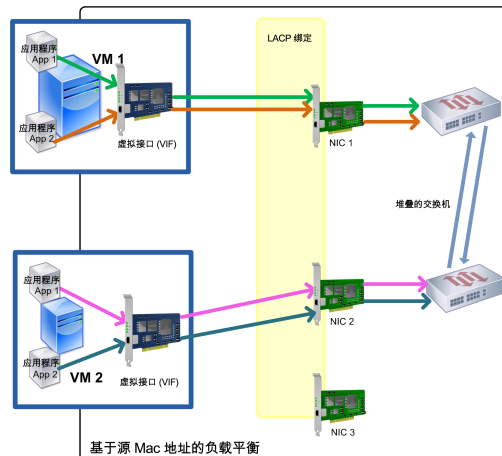 LACP 绑定
应用程序
App 1
VM 1
应用程序
App 2
虚拟接口 (VIF)
NIC 1
堆叠的交换机
应用程序
App 1
应用程序
App 2
VM 2
虚拟接口 (VIF)
NIC 2
NIC 3
基于源 Mac 地址的负载平衡